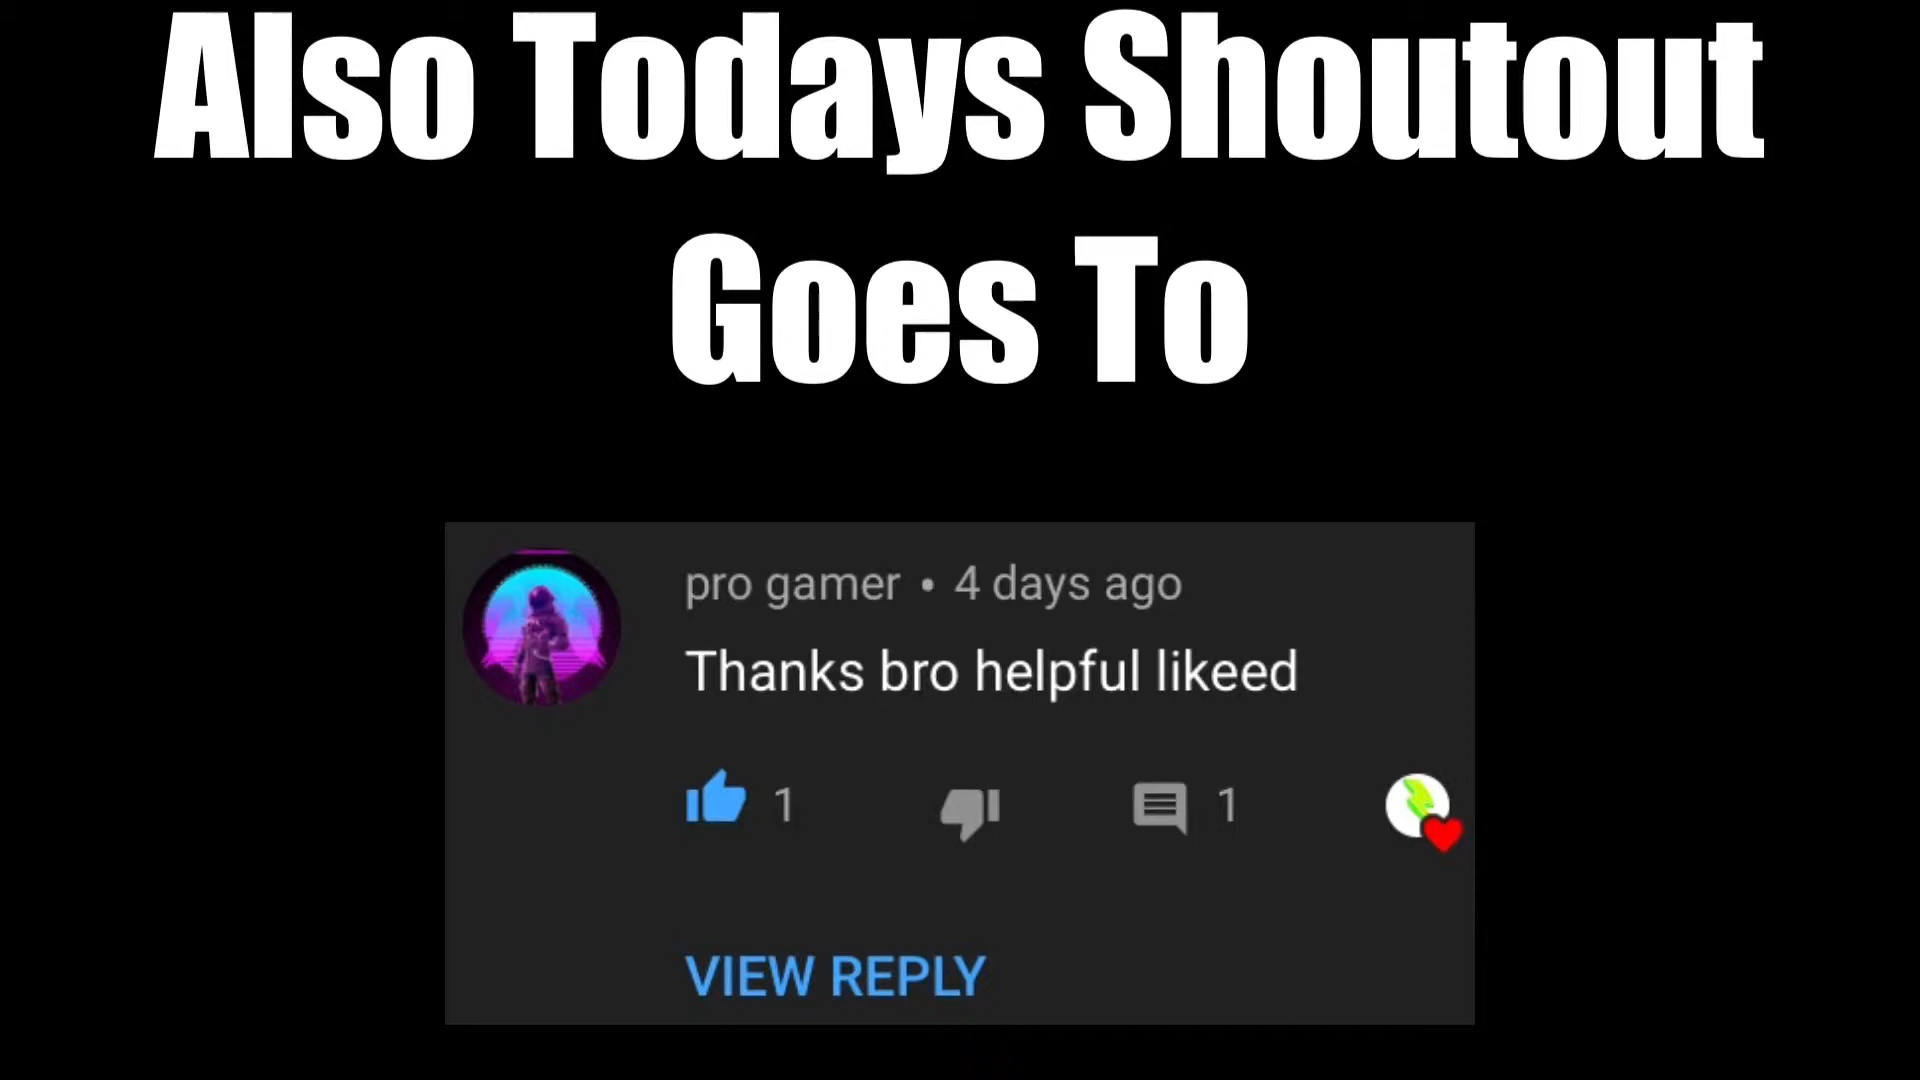 Also Todays Shoutout
Goes To
pro gamer • 4 days ago
Thanks bro helpful likeed
1 1
VIEW REPLY